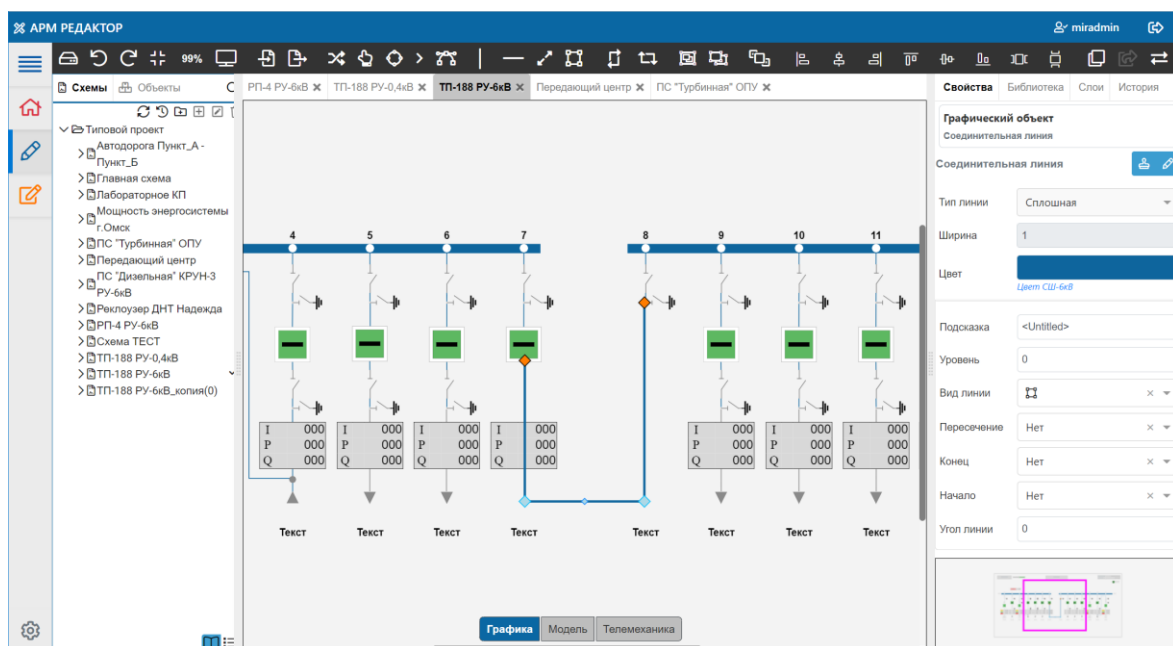 АРМ РЕДАКТОР
miradmin
99%
Схемы
Объекты
РП-4 РУ-6кВ
ТП-188 РУ-0,4кВ
ТП-188 РУ-6кВ
Передающий центр
ПС "Турбинная" ОПУ
Свойства
Библиотека
Слои
История
Типовой проект
Автодорога Пункт_А -
Пункт_Б
Главная схема
Лабораторное КП
Мощность энергосистемы
г.Омск
ПС "Турбинная" ОПУ
Передающий центр
ПС "Дизельная" КРУН-3
РУ-6кВ
Реклоузер ДНТ Надежда
РП-4 РУ-6кВ
Схема ТЕСТ
ТП-188 РУ-0,4кВ
ТП-188 РУ-6кВ
ТП-188 РУ-6кВ_копия(0)
4 5 6 7 8 9 10 11
I 000 I 000 I 000 I 000 I 000 I 000 I 000
P 000 P 000 P 000 P 000 P 000 P 000 P 000
Q 000 Q 000 Q 000 Q 000 Q 000 Q 000 Q 000
Текст Текст Текст Текст Текст Текст Текст Текст
Графика
Модель
Телемеханика
Графический объект
Соединительная линия
Соединительная линия
Тип линии Сплошная
Ширина 1
Цвет
Цвет СШ-6кВ
Подсказка <Untitled>
Уровень 0
Вид линии
Пересечение Нет
Конец Нет
Начало Нет
Угол линии 0